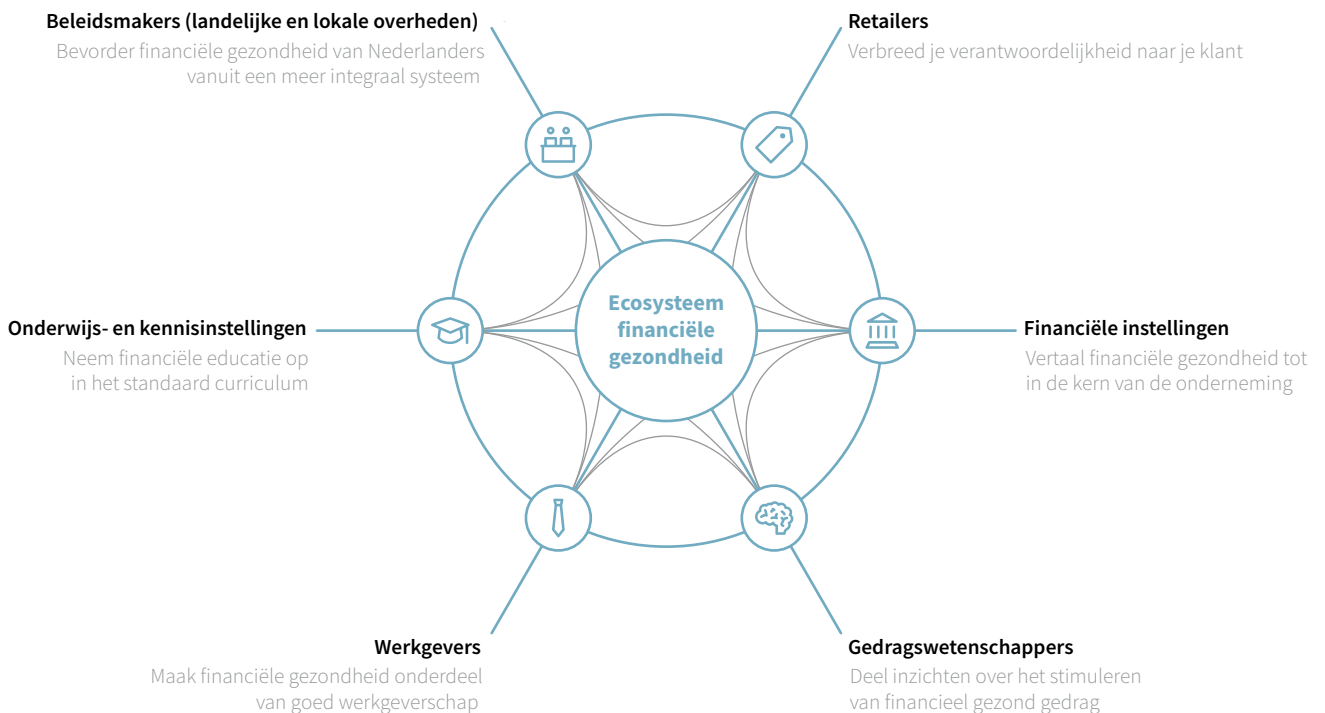 Beleidsmakers (landelijke en lokale overheden)
Bevorder financiële gezondheid van Nederlanders
vanuit een meer integraal systeem
Retailers
Verbreed je verantwoordelijkheid naar je klant
Onderwijs- en kennisinstellingen
Neem financiële educatie op
in het standaard curriculum
Ecosysteem
financiële
gezondheid
Financiële instellingen
Vertaal financiële gezondheid tot
in de kern van de onderneming
Werkgevers
Maak financiële gezondheid onderdeel
van goed werkgeverschap
Gedragswetenschappers
Deel inzichten over het stimuleren
van financieel gezond gedrag